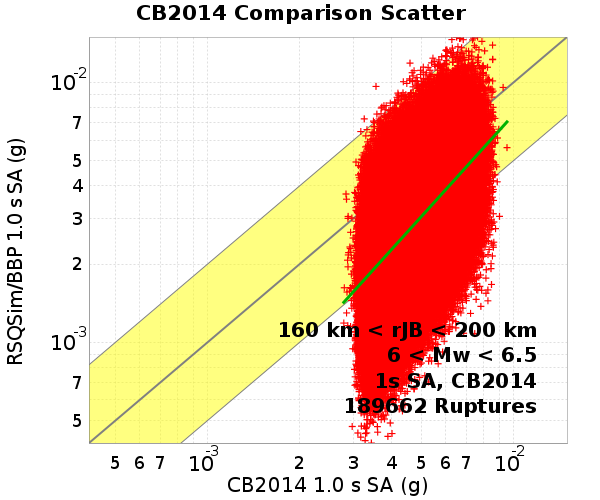 CB2014 Comparison Scatter
RSQSim/BBP 1.0 s SA (g)
10-2
7
5
4
3
2
10-3
7
5
160 km < rJB < 200 km
6 < Mw < 6.5
1s SA, CB2014
189662 Ruptures
5 6 7 10-3 2 3 4 5 6 7 10-2
CB2014 1.0 s SA (g)